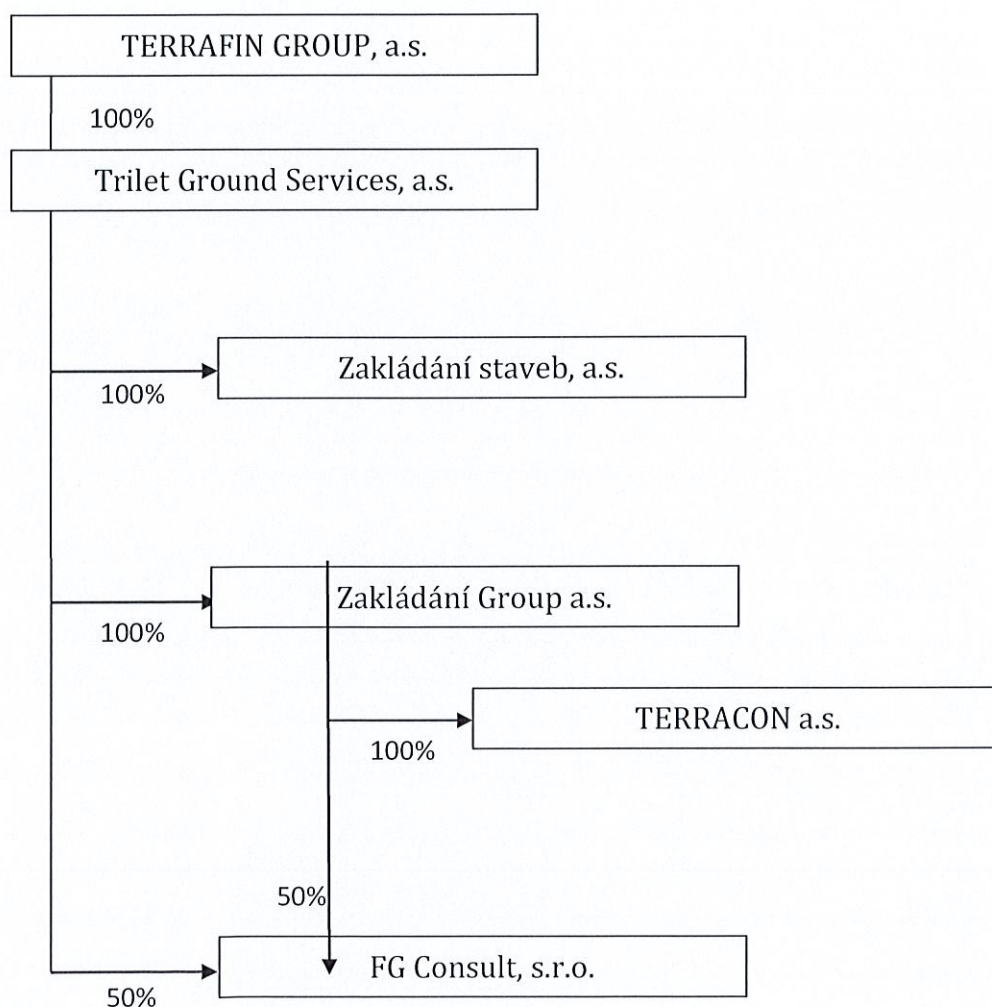 TERRAFIN GROUP, a.s.
100%
Trilet Ground Services, a.s.
Zakládání staveb, a.s.
100%
Zakládání Group a.s.
100%
TERRACON a.s.
100%
50%
FG Consult, s.r.o.
50%